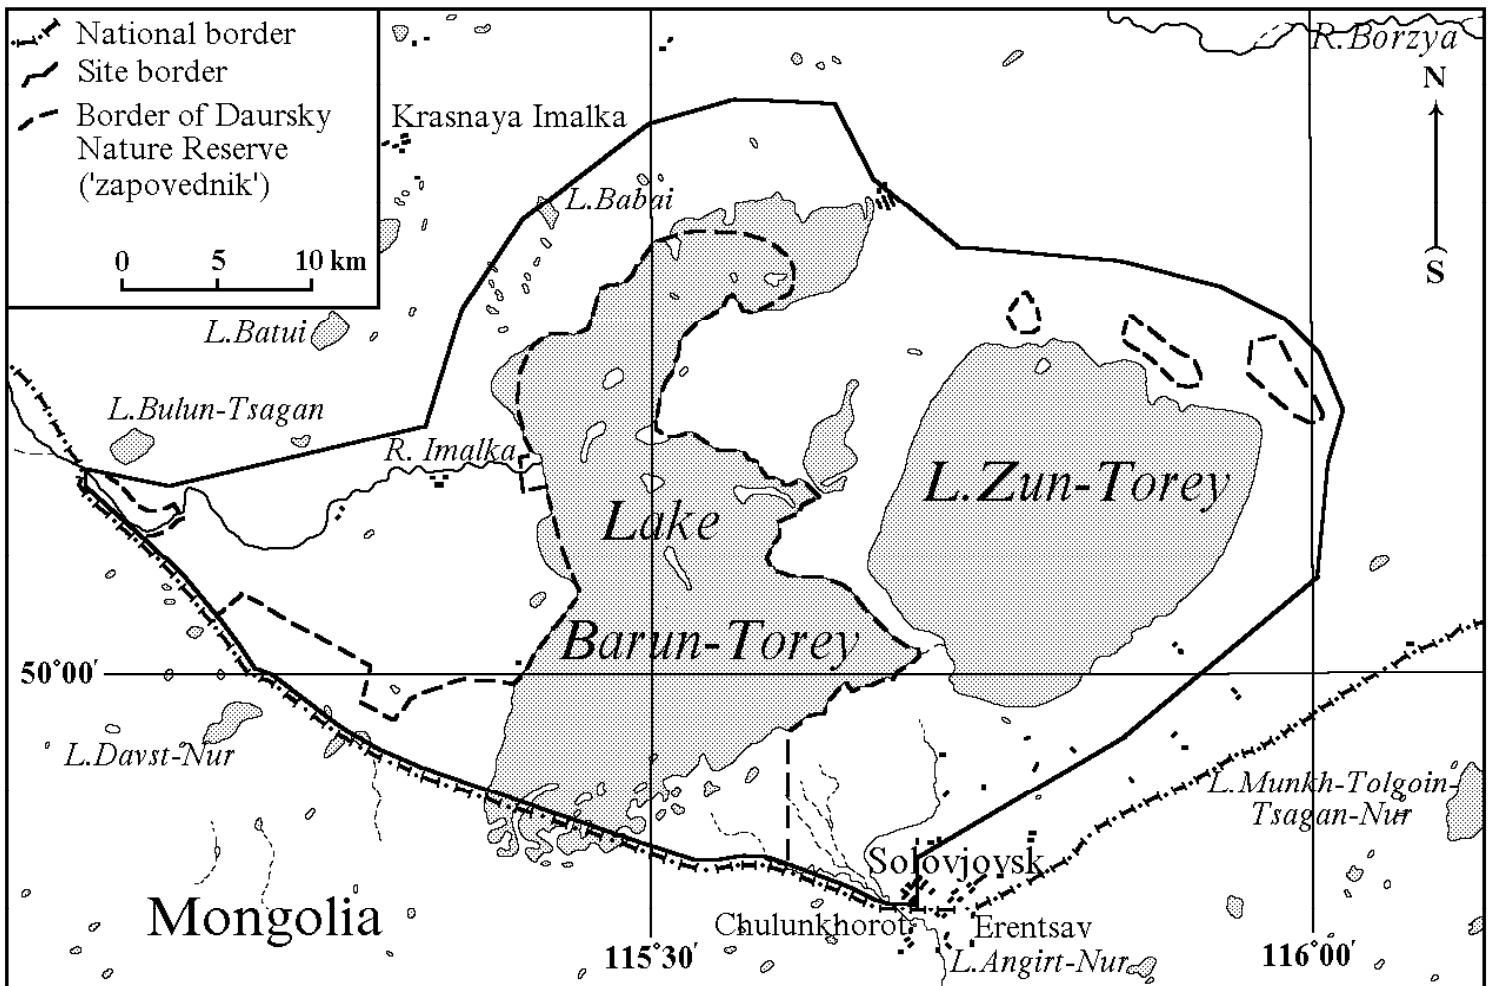 National border
Site border
Border of Daursky
Nature Reserve
('zapovednik')
0 5 10 km
R.Borzya
N
S
Krasnaya Imalka
L.Babai
L.Batui
L.Bulun-Tsagan
R. Imalka
L.Zun-Torey
Lake
Barun-Torey
50°00'
L.Davst-Nur
L.Munkh-Tolgoin-
Tsagan-Nur
Solovjovsk
Mongolia
Chulunkhorot
Erentsav
L.Angirt-Nur
115°30'
116°00'